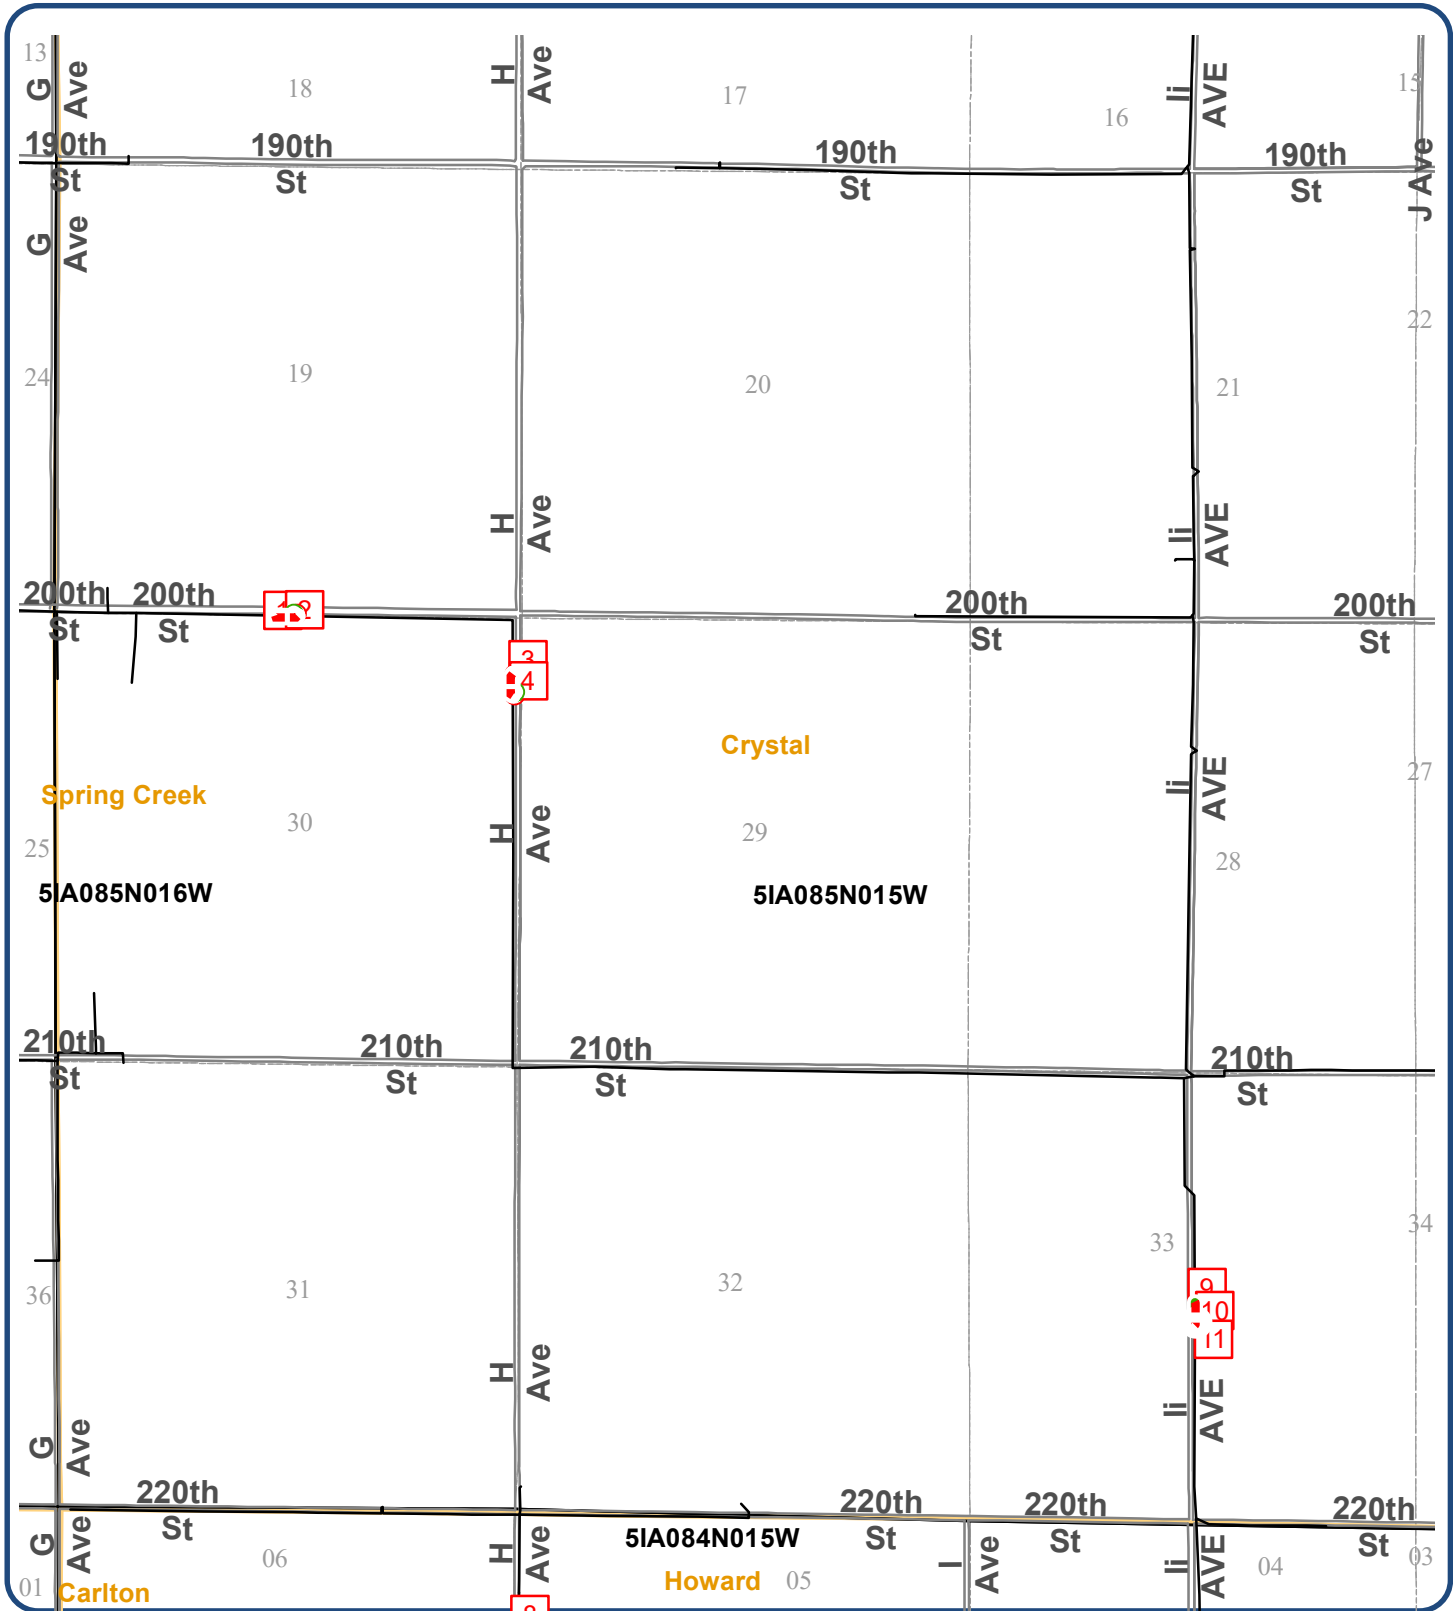 13
G Ave
18
H Ave
17
16
Ii AVE
15
190th St
190th St
190th St
190th St
J Ave
G Ave
24
19
20
21
22
H Ave
Ii AVE
200th St
200th St
2
200th St
200th St
3
4
Crystal
Spring Creek
30
H Ave
29
Ii AVE
28
27
25
5IA085N016W
5IA085N015W
210th St
210th St
210th St
210th St
33
34
36
31
32
9
10
11
H Ave
Ii AVE
G Ave
220th St
220th St
220th St
220th St
5IA084N015W
G Ave
06
H Ave
I Ave
Ii AVE
04
03
01
Carlton
Howard
05